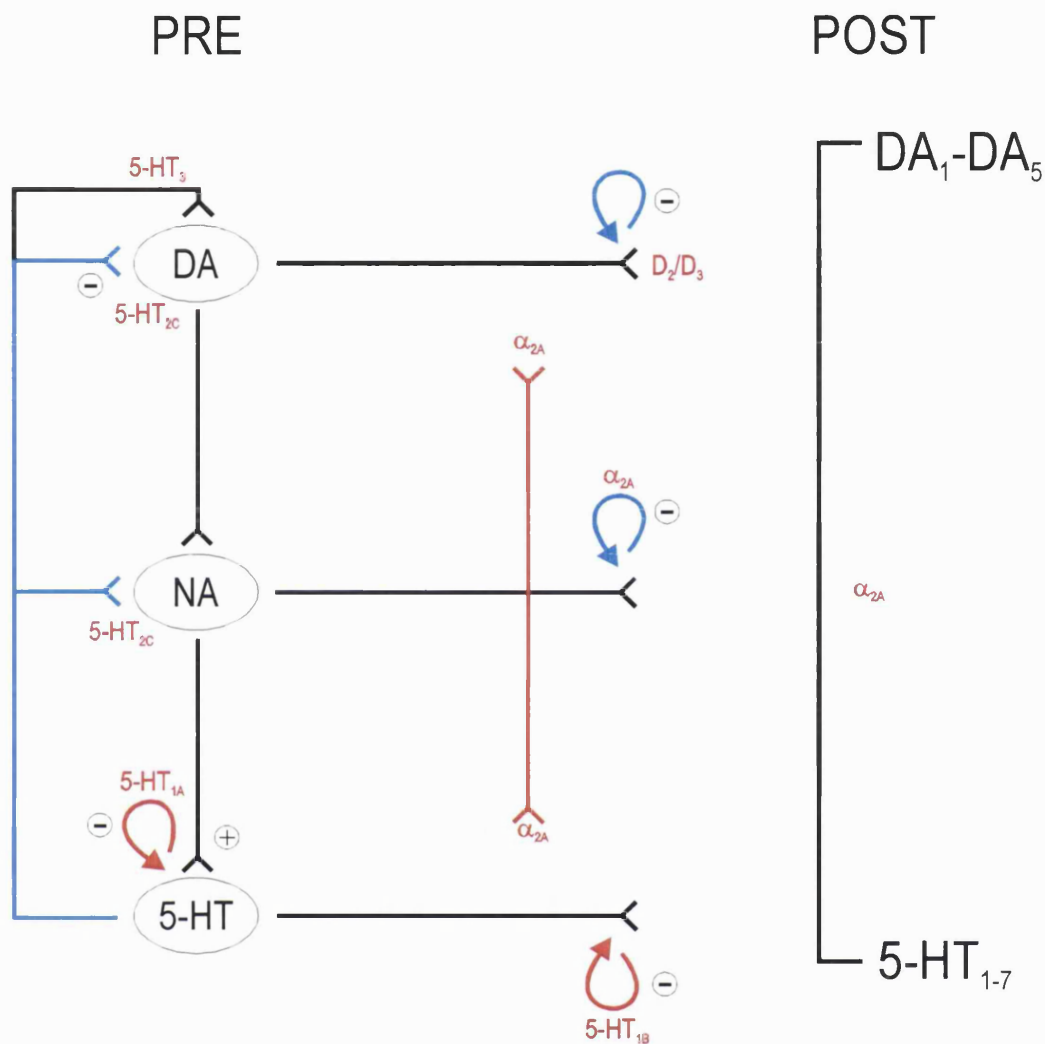 PRE
POST
DA₁-DA₅
5-HT₃
−
DA
D₂/D₃
−
5-HT₂C
α₂A
α₂A
−
NA
α₂A
5-HT₂C
5-HT₁A
−
+
α₂A
5-HT
5-HT₁₋₇
−
5-HT₁B